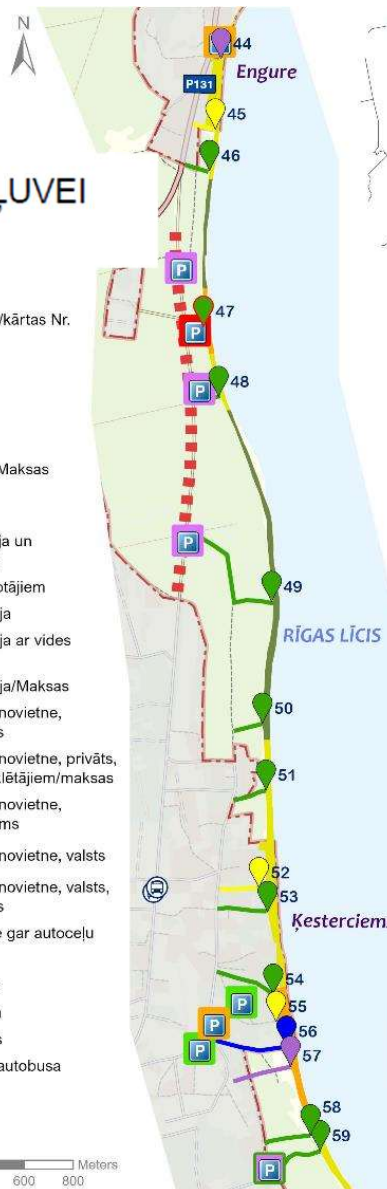 N
44
Engure
P131
45
46
ĻUVEI
P
/kārtas Nr.
47
P
P
48
Maksas
ja un
P
otājiem
49
ja
RĪGAS LĪCIS
ja ar vides
ja/Maksas
novietne,
50
s
novietne, privāts,
klētājiem/maksas
51
novietne,
ms
52
novietne, valsts
53
novietne, valsts,
s
Ķesterciems
e gar autoceļu
54
P
55
P
56
s
P
57
autobusa
58
59
P
Meters
600 800